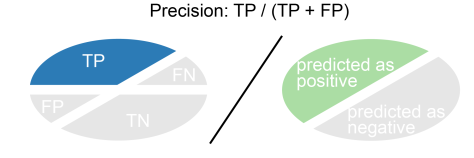 Precision: TP / (TP + FP)
TP
FN
FP
TN
predicted as
positive
predicted as
negative